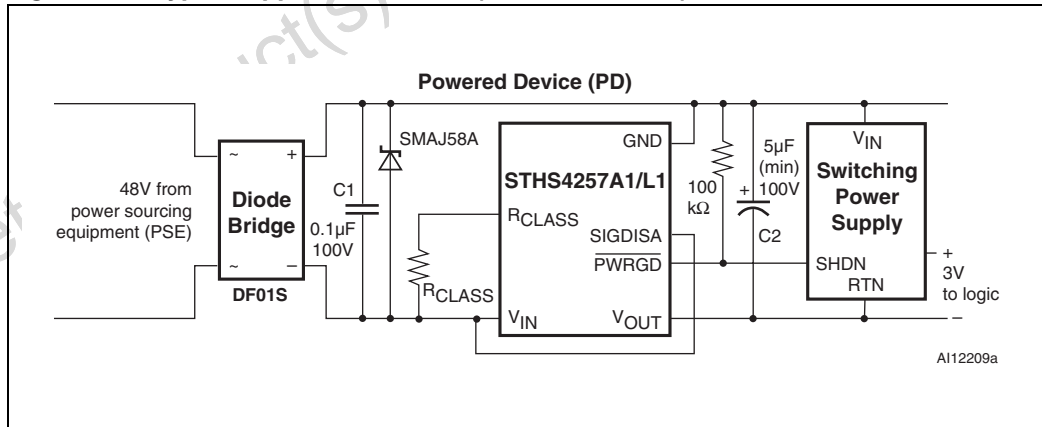 uct(s)
Powered Device (PD)
48V from
power sourcing
equipment (PSE)
~ +
Diode
Bridge
~ –
DF01S
C1
0.1µF
100V
SMAJ58A
RCLASS
STHS4257A1/L1
GND
RCLASS
SIGDISA
PWRGD
VIN
VOUT
100
kΩ
5µF
(min)
100V
+
C2
VIN
Switching
Power
Supply
SHDN
RTN
+
3V
to logic
–
AI12209a